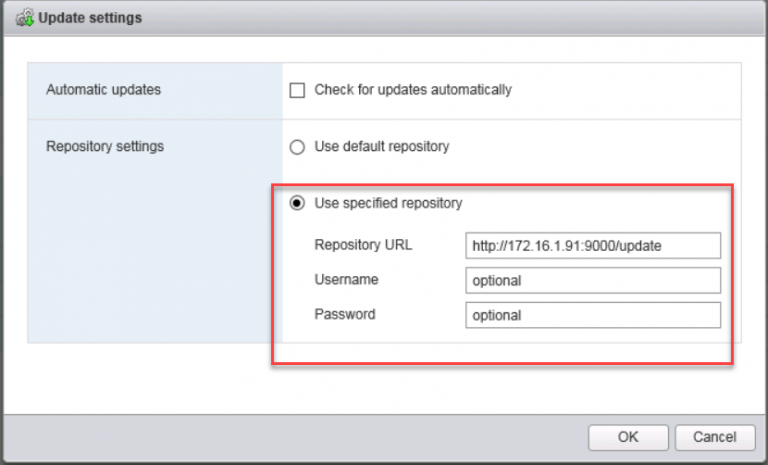 Update settings
Automatic updates
Check for updates automatically
Repository settings
Use default repository
Use specified repository
Repository URL
http://172.16.1.91:9000/update
Username
optional
Password
optional
OK
Cancel